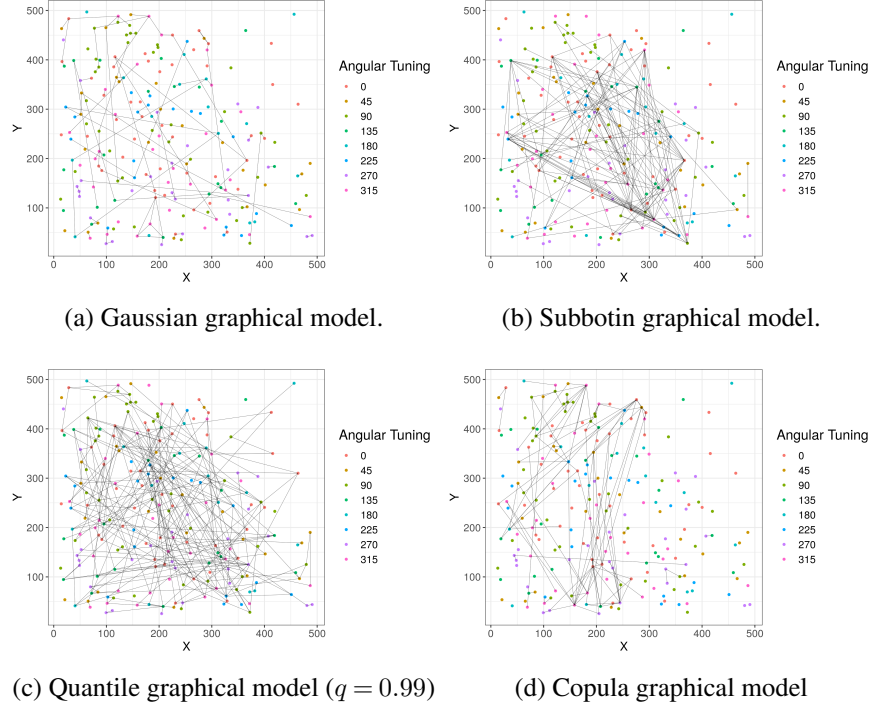 500
400
300
200
100
Y
0 100 200 300 400 500
X
Angular Tuning
0
45
90
135
180
225
270
315
(a) Gaussian graphical model.
500
400
300
200
100
Y
0 100 200 300 400 500
X
Angular Tuning
0
45
90
135
180
225
270
315
(b) Subbotin graphical model.
500
400
300
200
100
Y
0 100 200 300 400 500
X
Angular Tuning
0
45
90
135
180
225
270
315
(c) Quantile graphical model (q = 0.99)
500
400
300
200
100
Y
0 100 200 300 400 500
X
Angular Tuning
0
45
90
135
180
225
270
315
(d) Copula graphical model